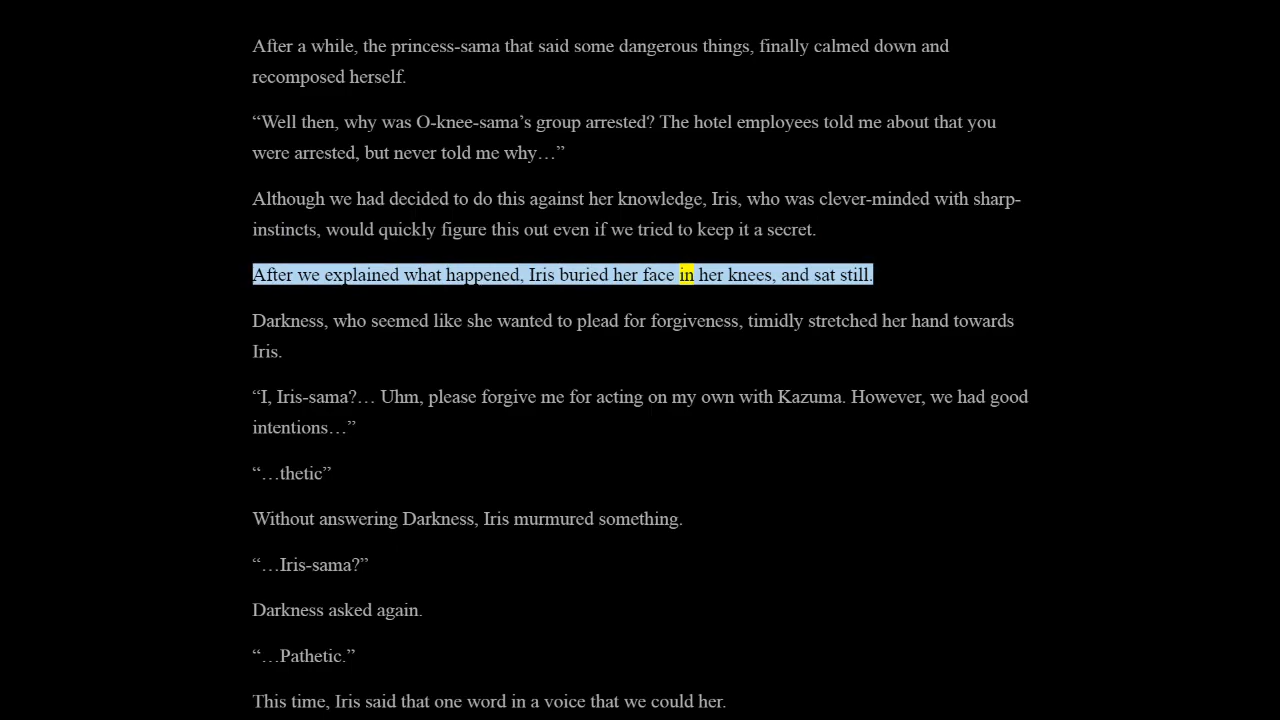 After a while, the princess-sama that said some dangerous things, finally calmed down and
recomposed herself.
“Well then, why was O-knee-sama’s group arrested? The hotel employees told me about that you
were arrested, but never told me why…”
Although we had decided to do this against her knowledge, Iris, who was clever-minded with sharp-
instincts, would quickly figure this out even if we tried to keep it a secret.
After we explained what happened, Iris buried her face in her knees, and sat still.
Darkness, who seemed like she wanted to plead for forgiveness, timidly stretched her hand towards
Iris.
“I, Iris-sama?… Uhm, please forgive me for acting on my own with Kazuma. However, we had good
intentions…”
“…thetic”
Without answering Darkness, Iris murmured something.
“…Iris-sama?”
Darkness asked again.
“…Pathetic.”
This time, Iris said that one word in a voice that we could her.